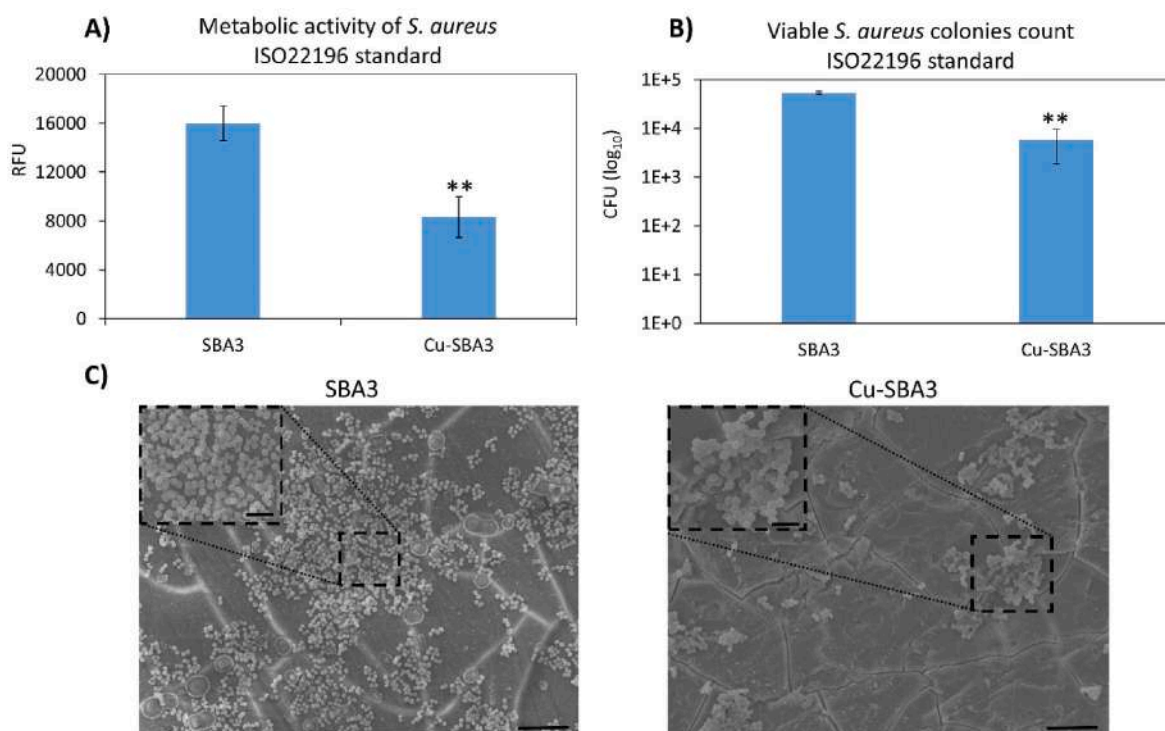 A)
Metabolic activity of S. aureus
ISO22196 standard
20000
16000
12000
8000
4000
0
RFU
**
SBA3
Cu-SBA3
B)
Viable S. aureus colonies count
ISO22196 standard
1E+5
1E+4
1E+3
1E+2
1E+1
1E+0
CFU (log10)
**
SBA3
Cu-SBA3
C)
SBA3
Cu-SBA3